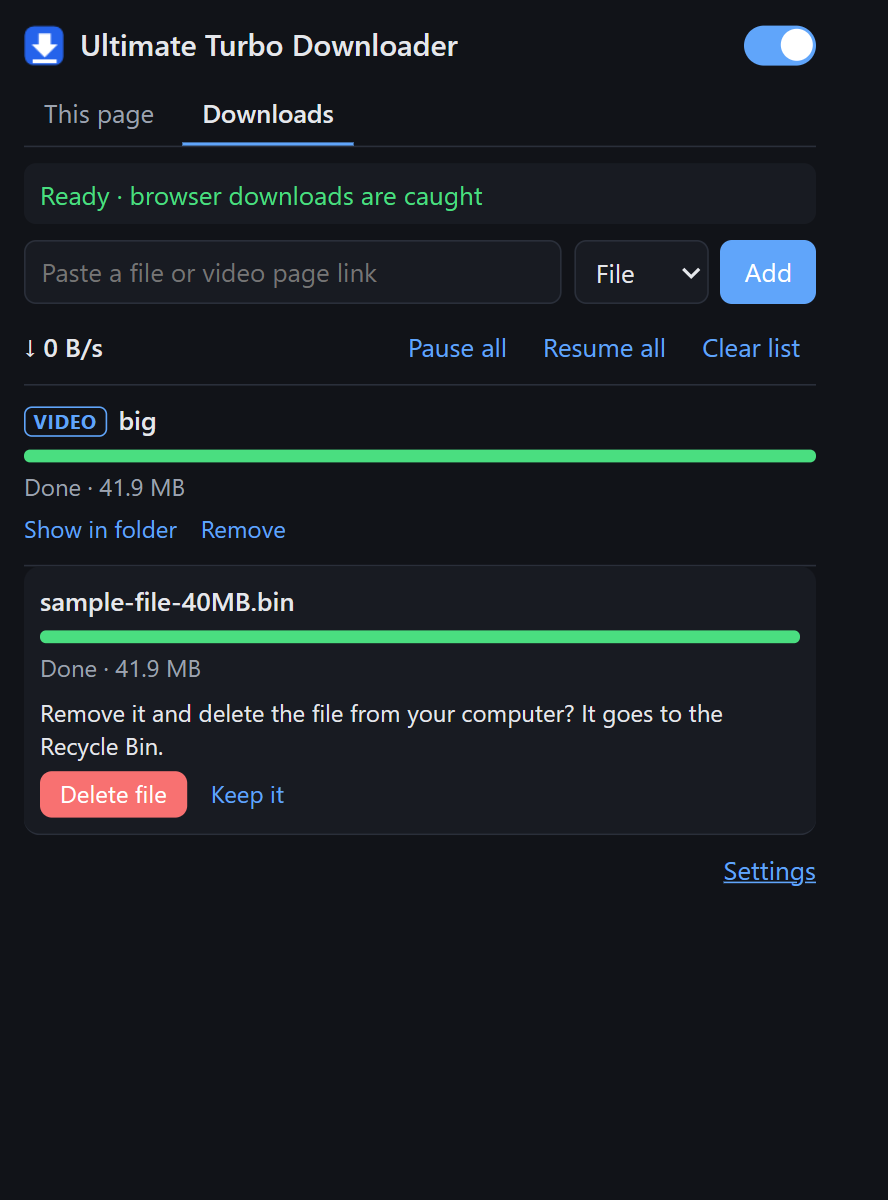 Ultimate Turbo Downloader
This page Downloads
Ready · browser downloads are caught
Paste a file or video page link File Add
↓ 0 B/s Pause all Resume all Clear list
VIDEO big
Done · 41.9 MB
Show in folder Remove
sample-file-40MB.bin
Done · 41.9 MB
Remove it and delete the file from your computer? It goes to the
Recycle Bin.
Delete file Keep it
Settings